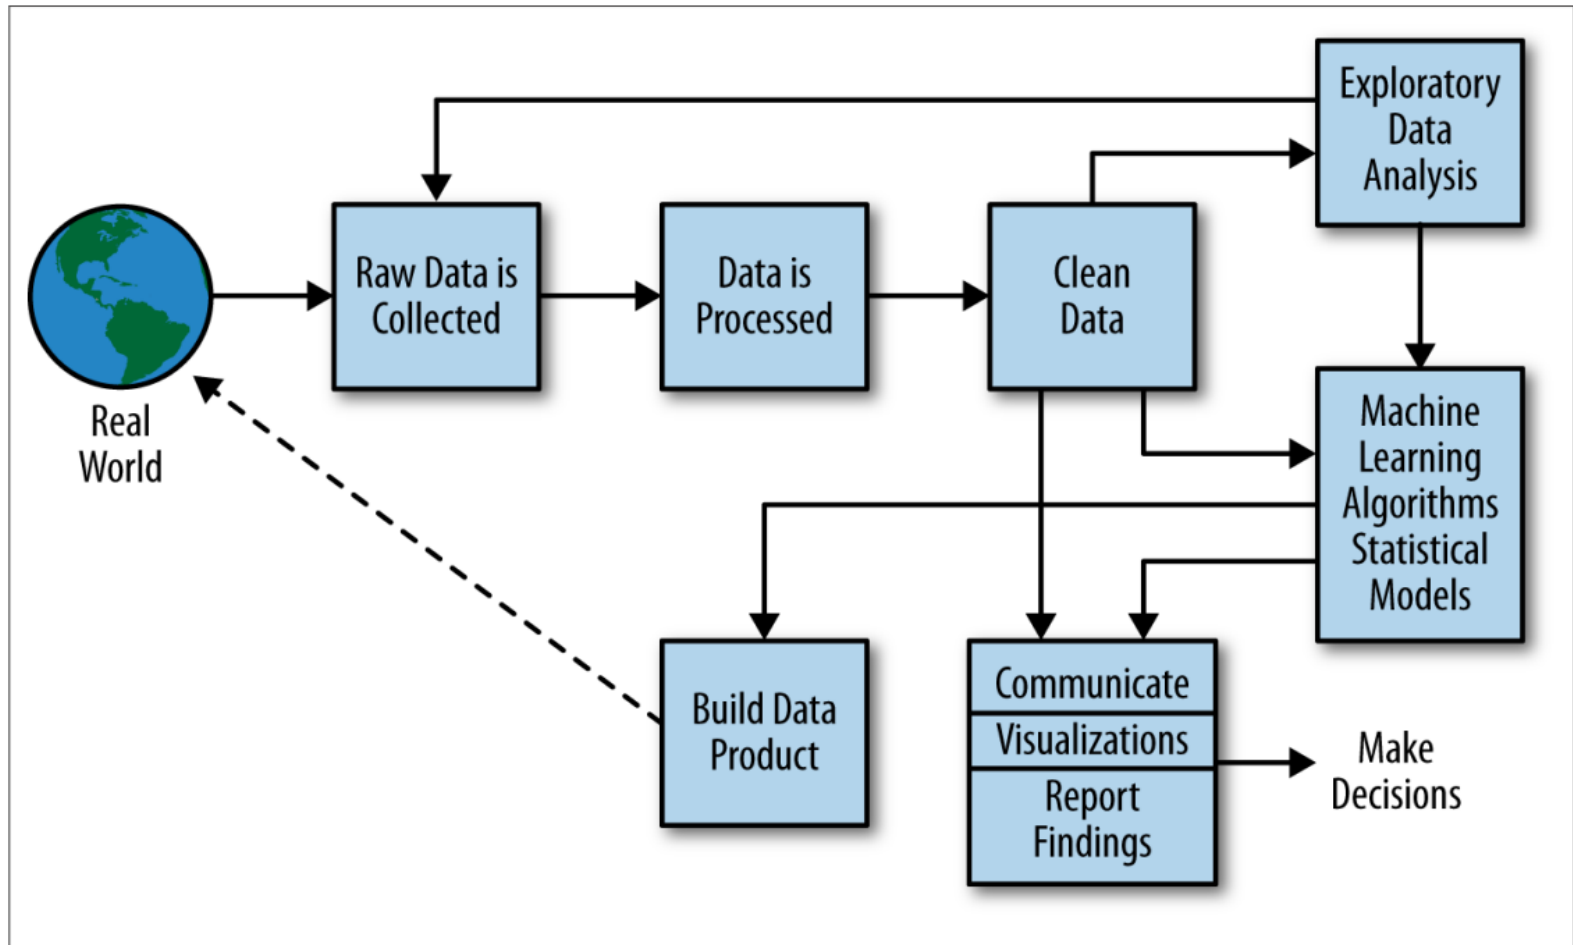 Exploratory
Data
Analysis
Raw Data is
Collected
Data is
Processed
Clean
Data
Real
World
Machine
Learning
Algorithms
Statistical
Models
Build Data
Product
Communicate
Visualizations
Report
Findings
Make
Decisions